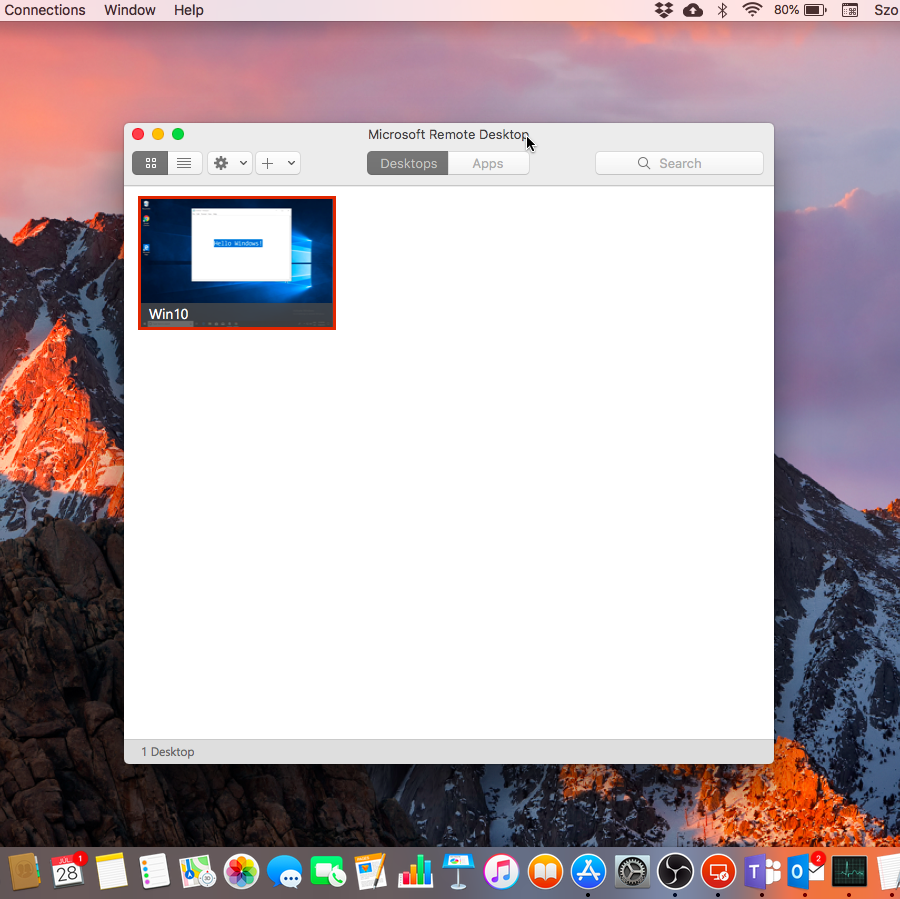 Connections Window Help 80% Szo
Microsoft Remote Desktop
Desktops Apps Search
Hello Windows!
Win10
1 Desktop
JUL 1 2
28